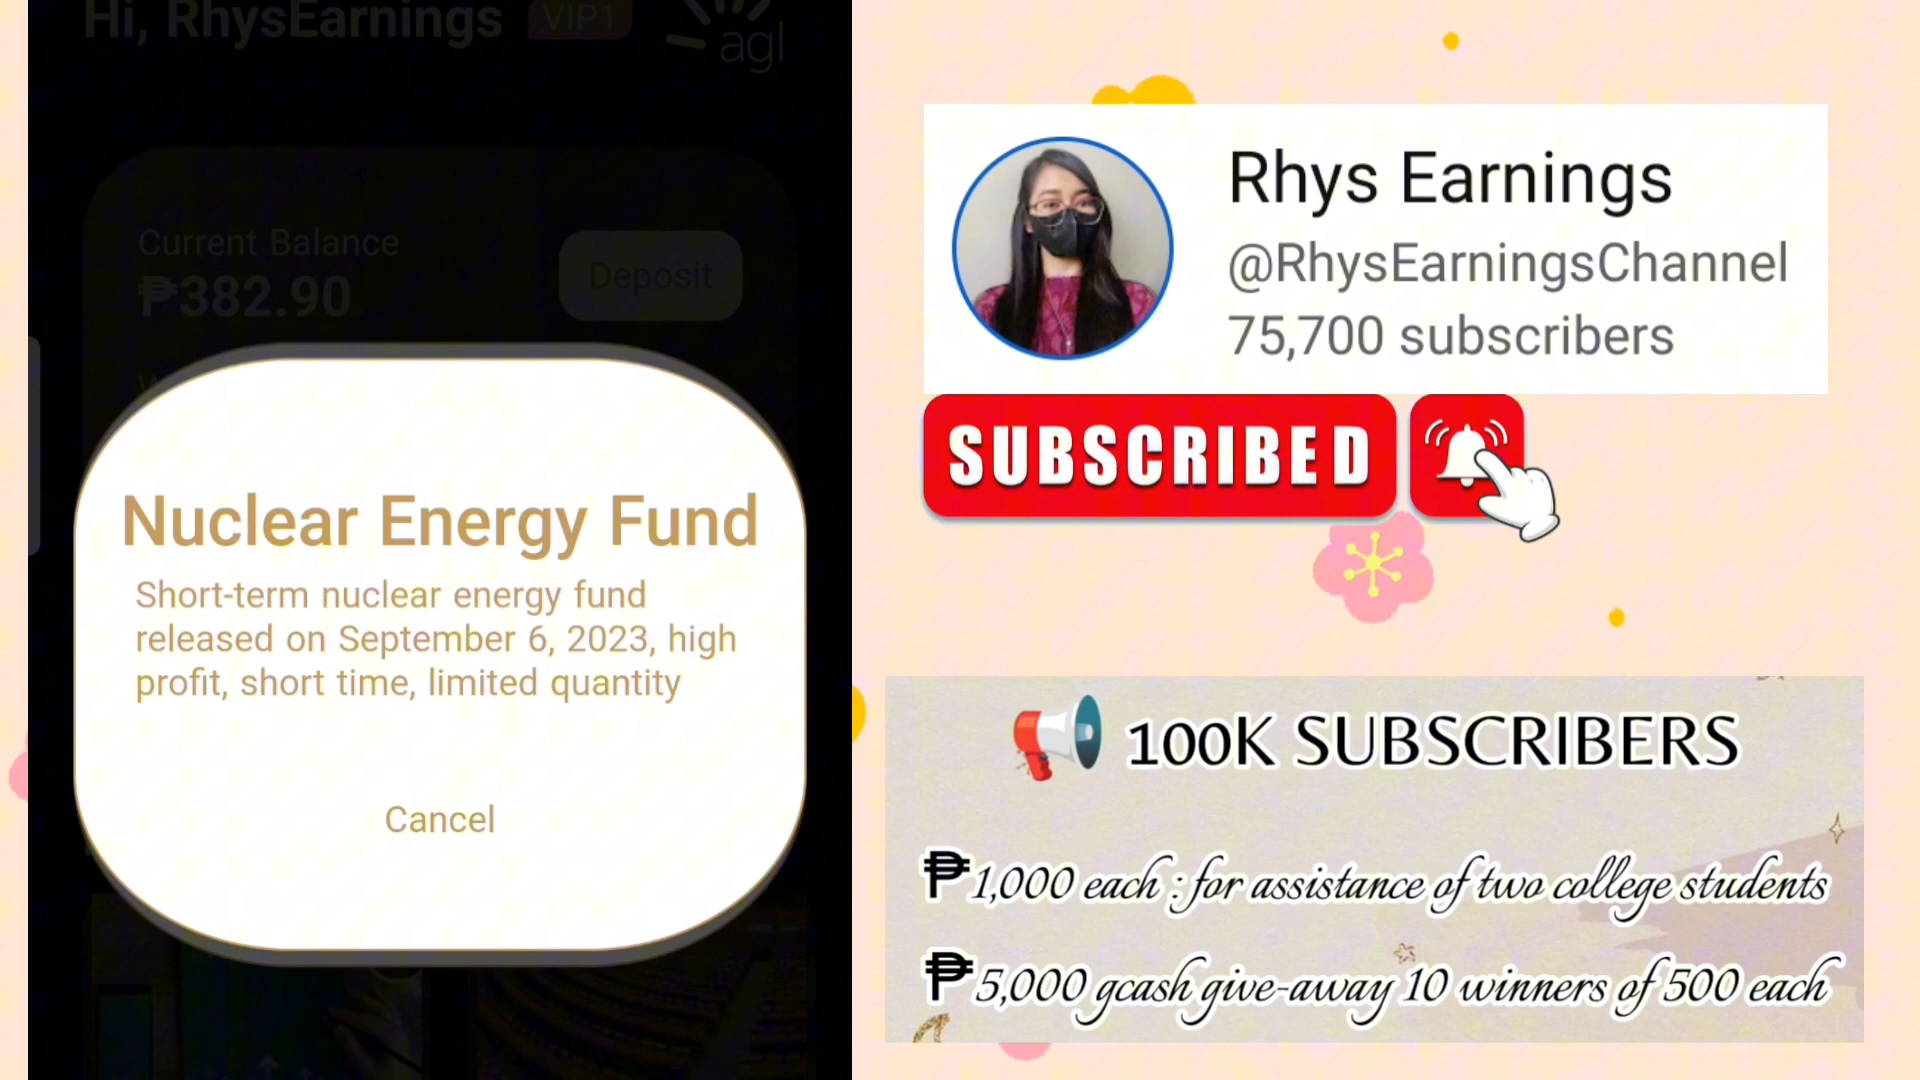 Hi, RhysEarnings VIP1
agl
Current Balance
₱382.90
Deposit
Nuclear Energy Fund
Short-term nuclear energy fund
released on September 6, 2023, high
profit, short time, limited quantity
Cancel
Rhys Earnings
@RhysEarningsChannel
75,700 subscribers
SUBSCRIBED
100K SUBSCRIBERS
₱1,000 each : for assistance of two college students
₱5,000 gcash give-away 10 winners of 500 each